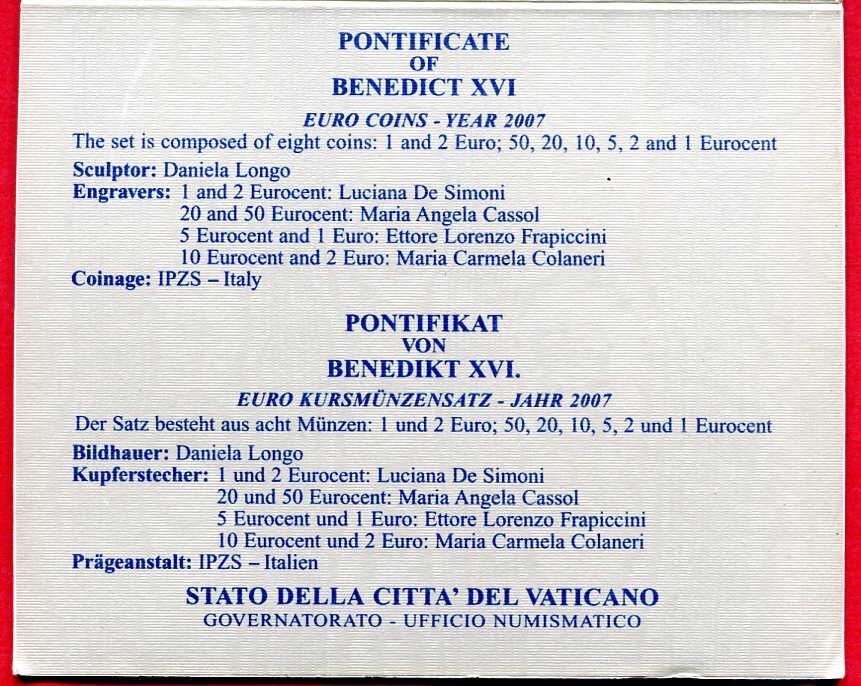 PONTIFICATE
OF
BENEDICT XVI
EURO COINS - YEAR 2007
The set is composed of eight coins: 1 and 2 Euro; 50, 20, 10, 5, 2 and 1 Eurocent
Sculptor: Daniela Longo
Engravers: 1 and 2 Eurocent: Luciana De Simoni
20 and 50 Eurocent: Maria Angela Cassol
5 Eurocent and 1 Euro: Ettore Lorenzo Frapiccini
10 Eurocent and 2 Euro: Maria Carmela Colaneri
Coinage: IPZS – Italy
PONTIFIKAT
VON
BENEDIKT XVI.
EURO KURSMÜNZENSATZ - JAHR 2007
Der Satz besteht aus acht Münzen: 1 und 2 Euro; 50, 20, 10, 5, 2 und 1 Eurocent
Bildhauer: Daniela Longo
Kupferstecher: 1 und 2 Eurocent: Luciana De Simoni
20 und 50 Eurocent: Maria Angela Cassol
5 Eurocent und 1 Euro: Ettore Lorenzo Frapiccini
10 Eurocent und 2 Euro: Maria Carmela Colaneri
Prägeanstalt: IPZS – Italien
STATO DELLA CITTA’ DEL VATICANO
GOVERNATORATO - UFFICIO NUMISMATICO